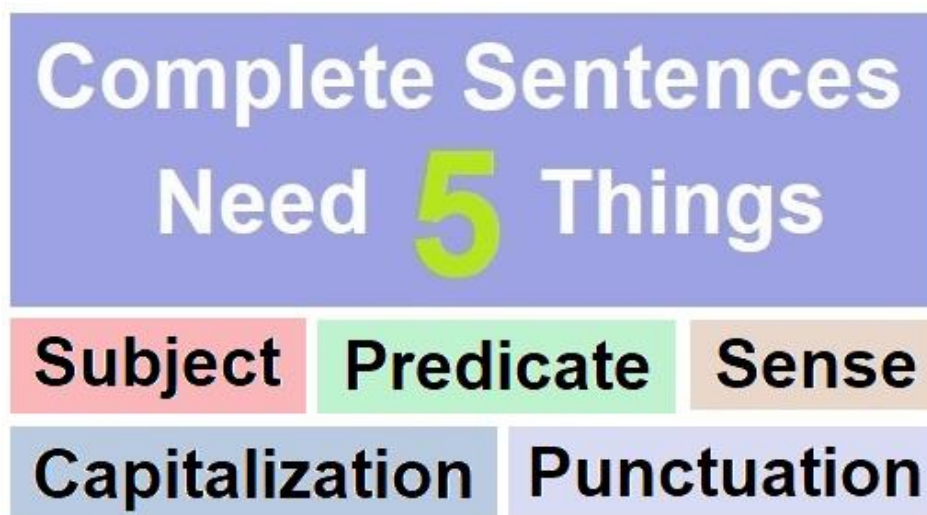 Complete Sentences
Need 5 Things
Subject Predicate Sense
Capitalization Punctuation